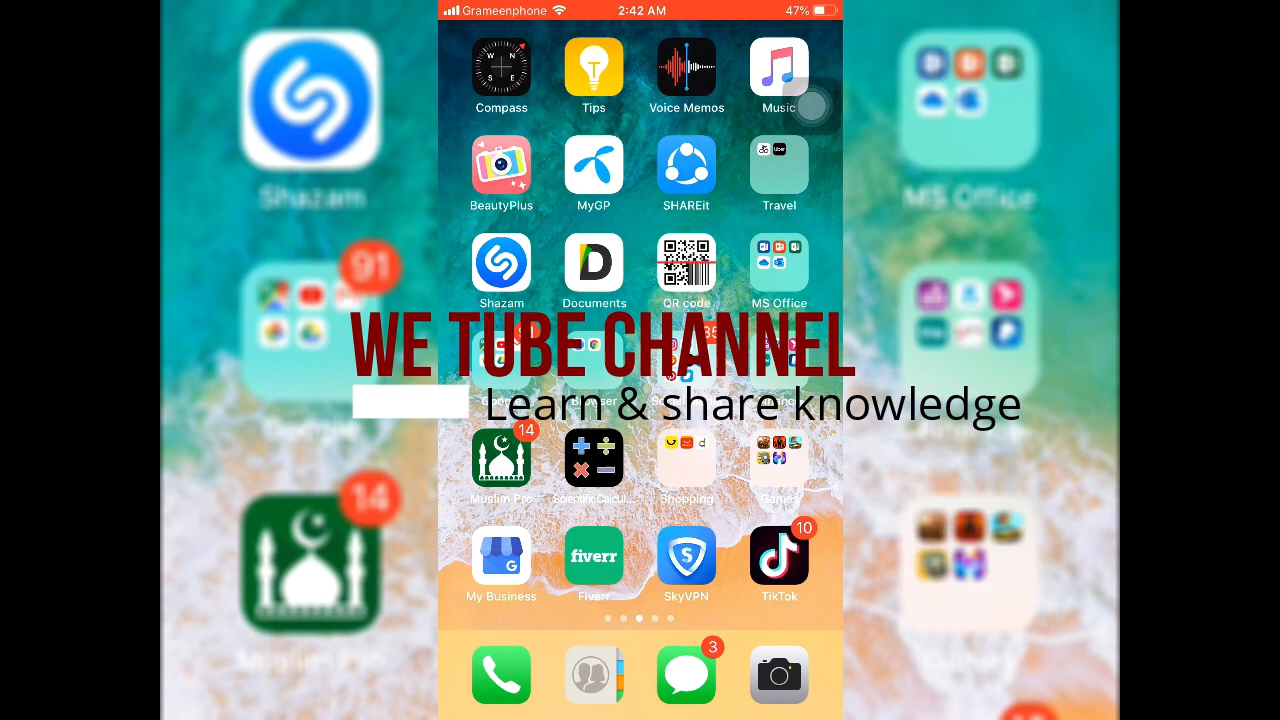 Grameenphone 2:42 AM 47%
Compass Tips Voice Memos Music
BeautyPlus MyGP SHAREit Travel
Uber
Shazam Documents QR code MS Office
Shazam MS Office
91
WE TUBE CHANNEL
Learn & share knowledge
14
14
Muslim Pro ScientificCalcul... Shopping Games
fiverr
10
My Business Fiverr SkyVPN TikTok
3